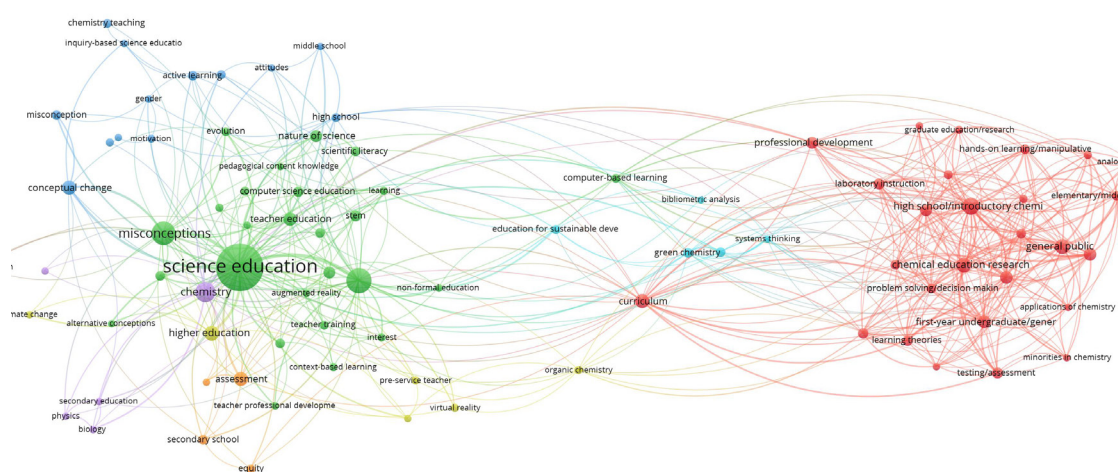 chemistry teaching
inquiry-based science educatio
middle school
active learning
attitudes
gender
misconception
high school
motivation
evolution
nature of science
scientific literacy
pedagogical content knowledge
conceptual change
computer science education
learning
teacher education
stem
misconceptions
science education
chemistry
augmented reality
non-formal education
mate change
alternative conceptions
higher education
teacher training
interest
context-based learning
assessment
pre-service teacher
secondary education
teacher professional developme
virtual reality
physics
biology
secondary school
equity
computer-based learning
bibliometric analysis
education for sustainable deve
systems thinking
green chemistry
curriculum
organic chemistry
graduate education/research
professional development
hands-on learning/manipulative
analo
laboratory instruction
elementary/mid
high school/introductory chemi
general public
chemical education research
problem solving/decision makin
applications of chemistry
first-year undergraduate/gener
learning theories
minorities in chemistry
testing/assessment